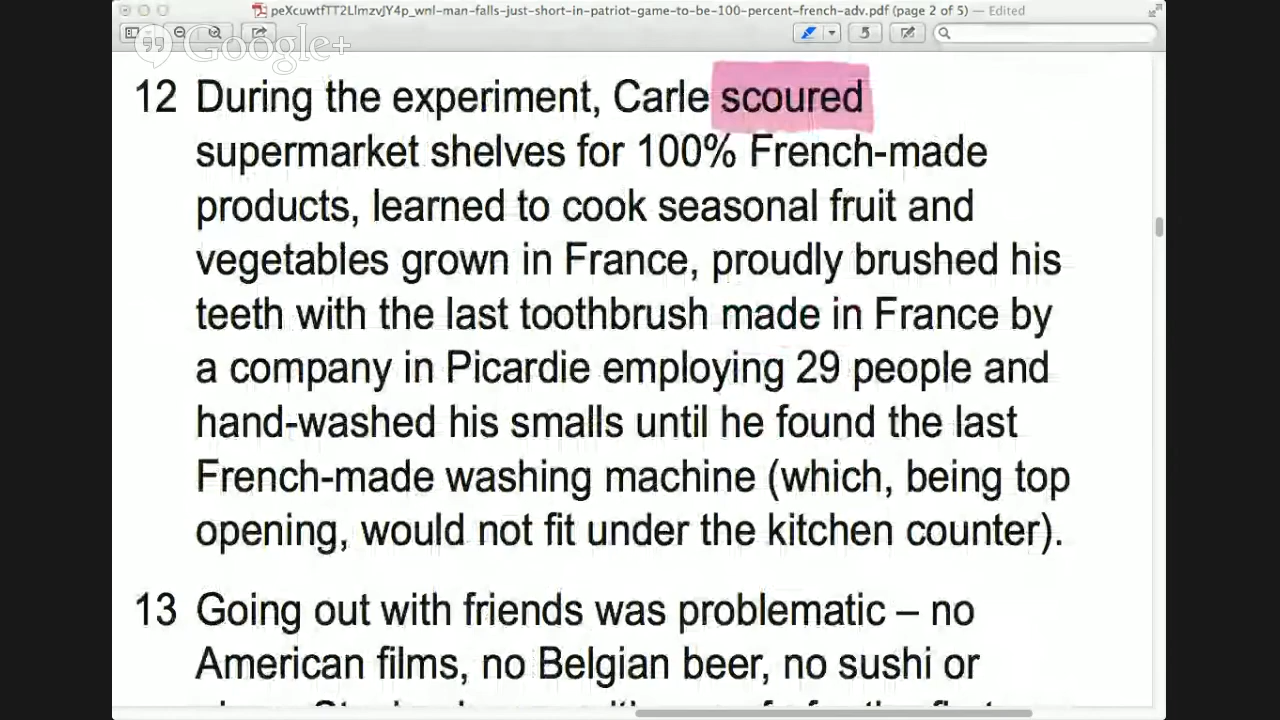 peXcuwtfTT2LlmzvJY4p_wnl-man-falls-just-short-in-patriot-game-to-be-100-percent-french-adv.pdf (page 2 of 5) — Edited
Google+
12 During the experiment, Carle scoured
supermarket shelves for 100% French-made
products, learned to cook seasonal fruit and
vegetables grown in France, proudly brushed his
teeth with the last toothbrush made in France by
a company in Picardie employing 29 people and
hand-washed his smalls until he found the last
French-made washing machine (which, being top
opening, would not fit under the kitchen counter).
13 Going out with friends was problematic – no
American films, no Belgian beer, no sushi or